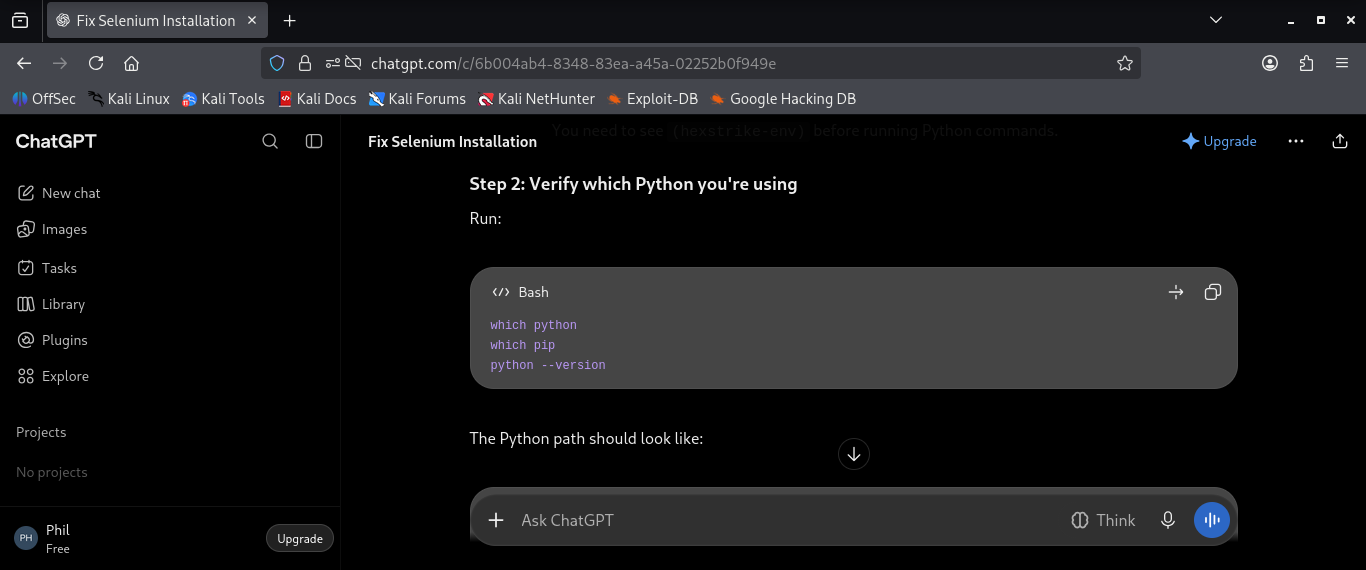 Fix Selenium Installation
chatgpt.com/c/6b004ab4-8348-83ea-a45a-02252b0f949e
OffSec Kali Linux Kali Tools Kali Docs Kali Forums Kali NetHunter Exploit-DB Google Hacking DB
ChatGPT
New chat
Images
Tasks
Library
Plugins
Explore
Projects
No projects
PH
Phil
Free
Upgrade
You need to see (hexstrike-env) before running Python commands.
Fix Selenium Installation
Upgrade
Step 2: Verify which Python you're using
Run:
Bash
which python
which pip
python --version
The Python path should look like:
Ask ChatGPT
Think